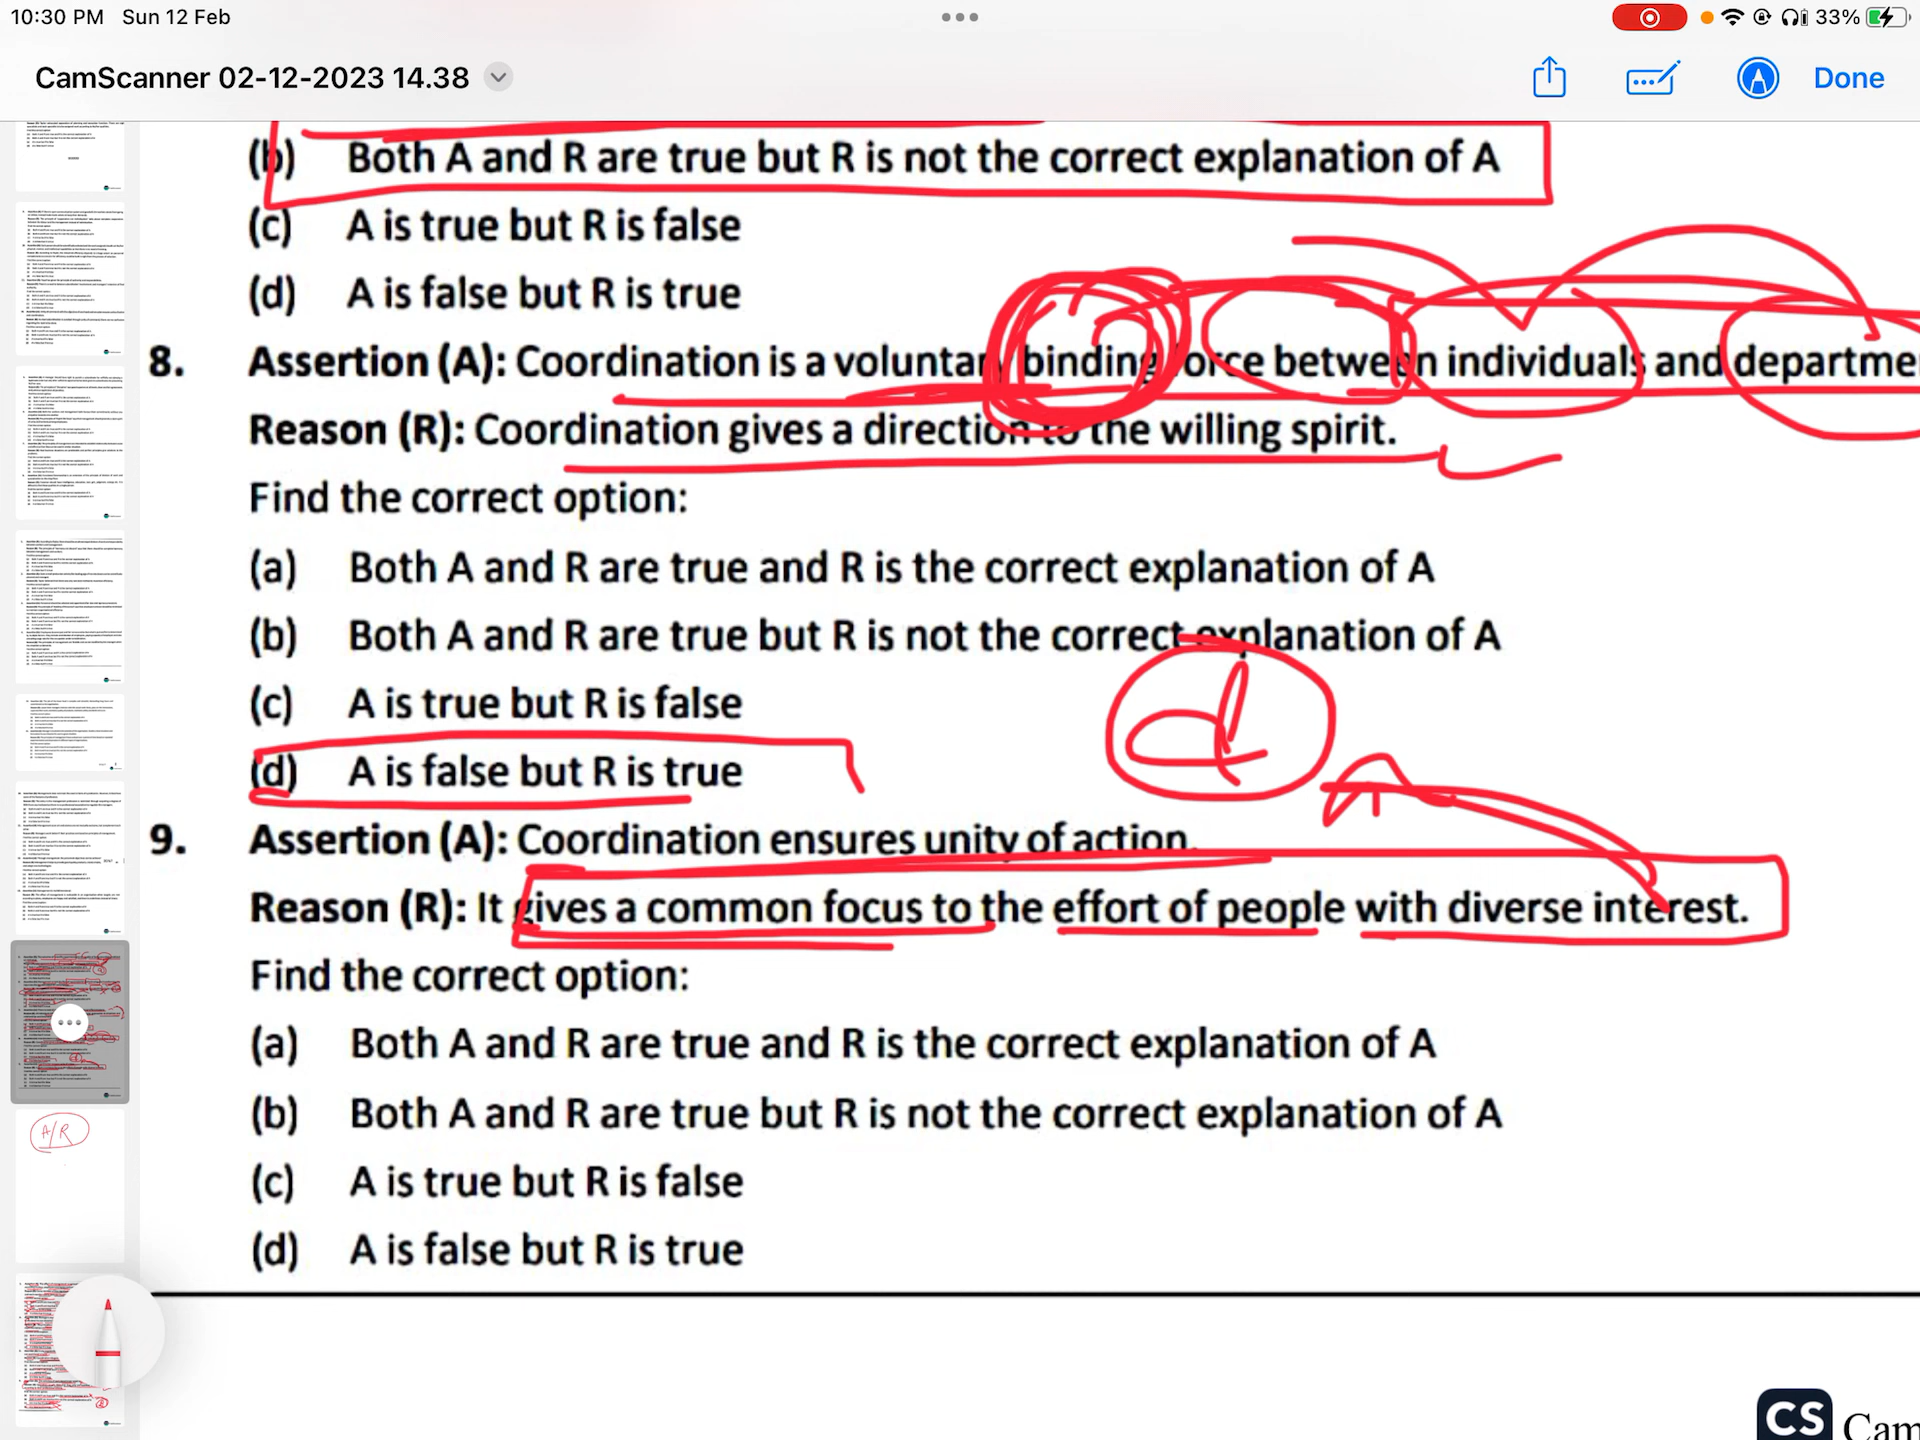 10:30 PM Sun 12 Feb
33%
CamScanner 02-12-2023 14.38
Done
(b) Both A and R are true but R is not the correct explanation of A
(c) A is true but R is false
(d) A is false but R is true
8. Assertion (A): Coordination is a voluntary binding force between individuals and departme
Reason (R): Coordination gives a direction to the willing spirit.
Find the correct option:
(a) Both A and R are true and R is the correct explanation of A
(b) Both A and R are true but R is not the correct explanation of A
(c) A is true but R is false
d
(d) A is false but R is true
9. Assertion (A): Coordination ensures unity of action.
Reason (R): It gives a common focus to the effort of people with diverse interest.
Find the correct option:
(a) Both A and R are true and R is the correct explanation of A
(b) Both A and R are true but R is not the correct explanation of A
A/R
(c) A is true but R is false
(d) A is false but R is true
CS Cam